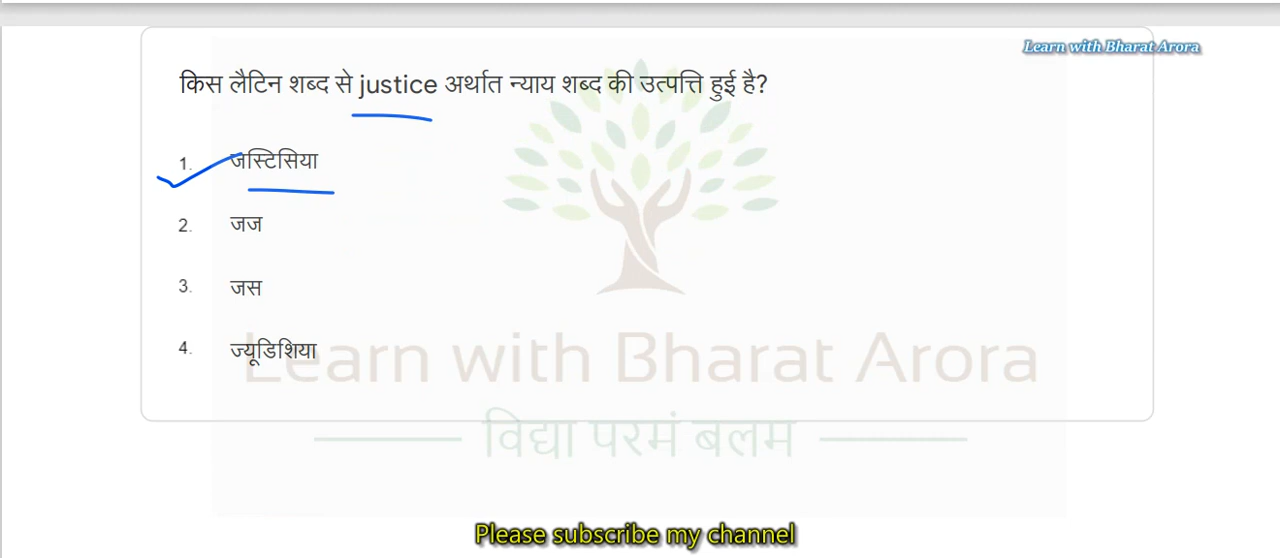 Learn with Bharat Arora
किस लैटिन शब्द से justice अर्थात न्याय शब्द की उत्पत्ति हुई है?
1. जस्टिसिया
2. जज
3. जस
4. ज्यूडिशिया
Learn with Bharat Arora
विद्या परमं बलम
Please subscribe my channel